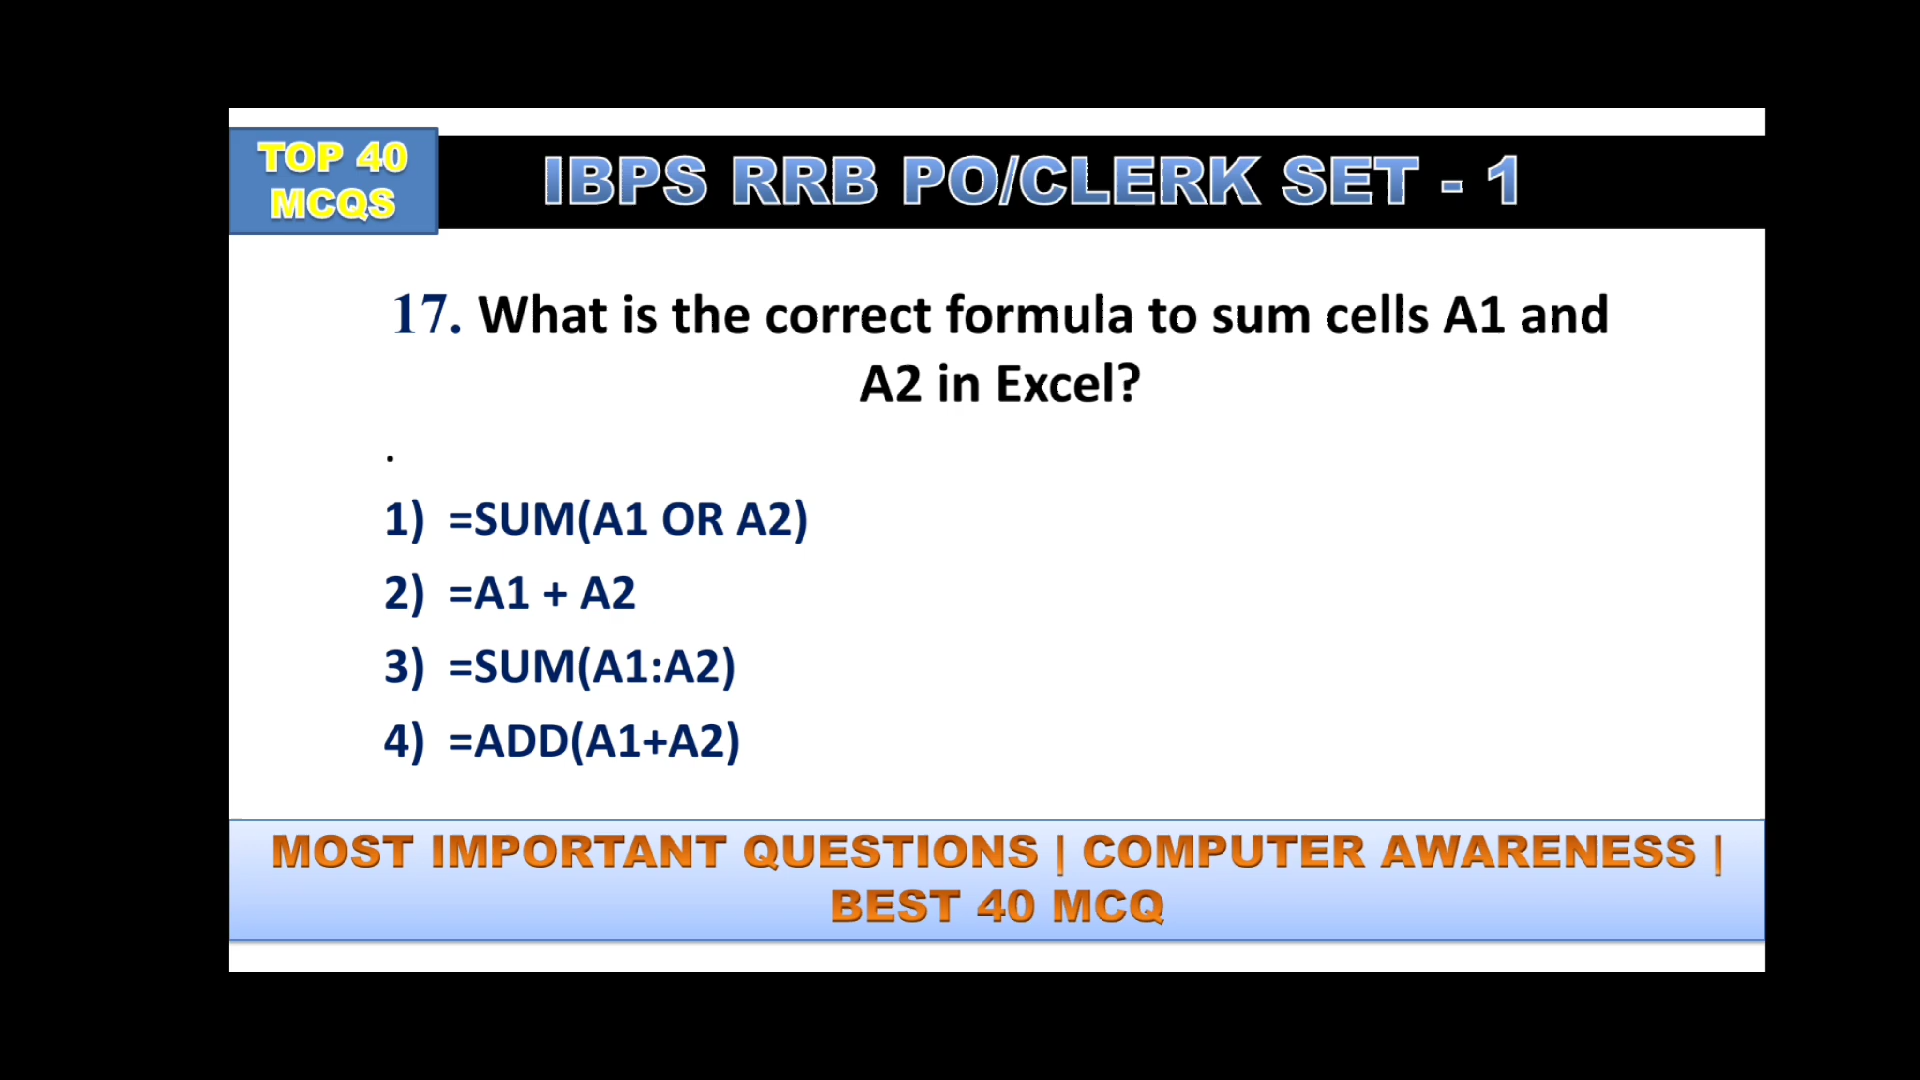 TOP 40
MCQS
IBPS RRB PO/CLERK SET - 1
17. What is the correct formula to sum cells A1 and
A2 in Excel?
.
1) =SUM(A1 OR A2)
2) =A1 + A2
3) =SUM(A1:A2)
4) =ADD(A1+A2)
MOST IMPORTANT QUESTIONS | COMPUTER AWARENESS |
BEST 40 MCQ